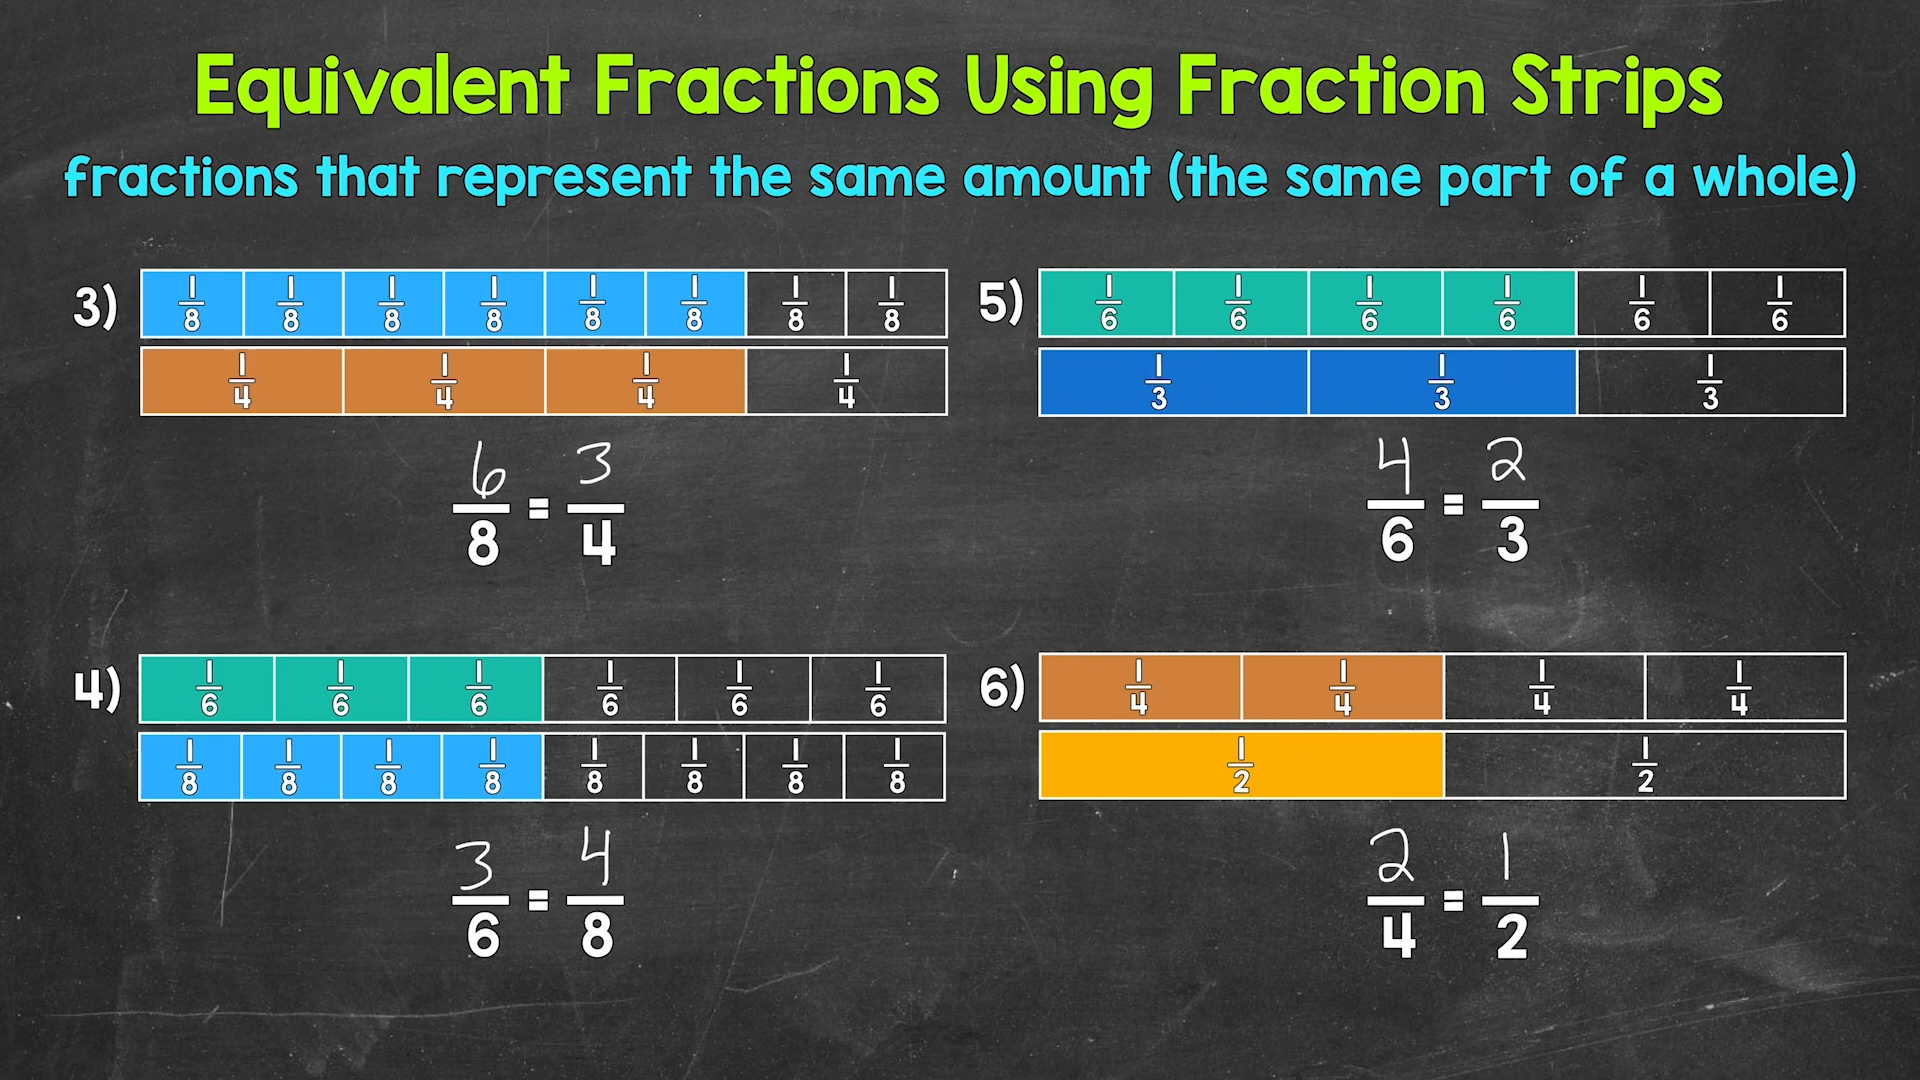 Equivalent Fractions Using Fraction Strips
fractions that represent the same amount (the same part of a whole)
3) 1/8 1/8 1/8 1/8 1/8 1/8 1/8 1/8
1/4 1/4 1/4 1/4
6/8 = 3/4
4) 1/6 1/6 1/6 1/6 1/6 1/6
1/8 1/8 1/8 1/8 1/8 1/8 1/8 1/8
3/6 = 4/8
5) 1/6 1/6 1/6 1/6 1/6 1/6
1/3 1/3 1/3
4/6 = 2/3
6) 1/4 1/4 1/4 1/4
1/2 1/2
2/4 = 1/2